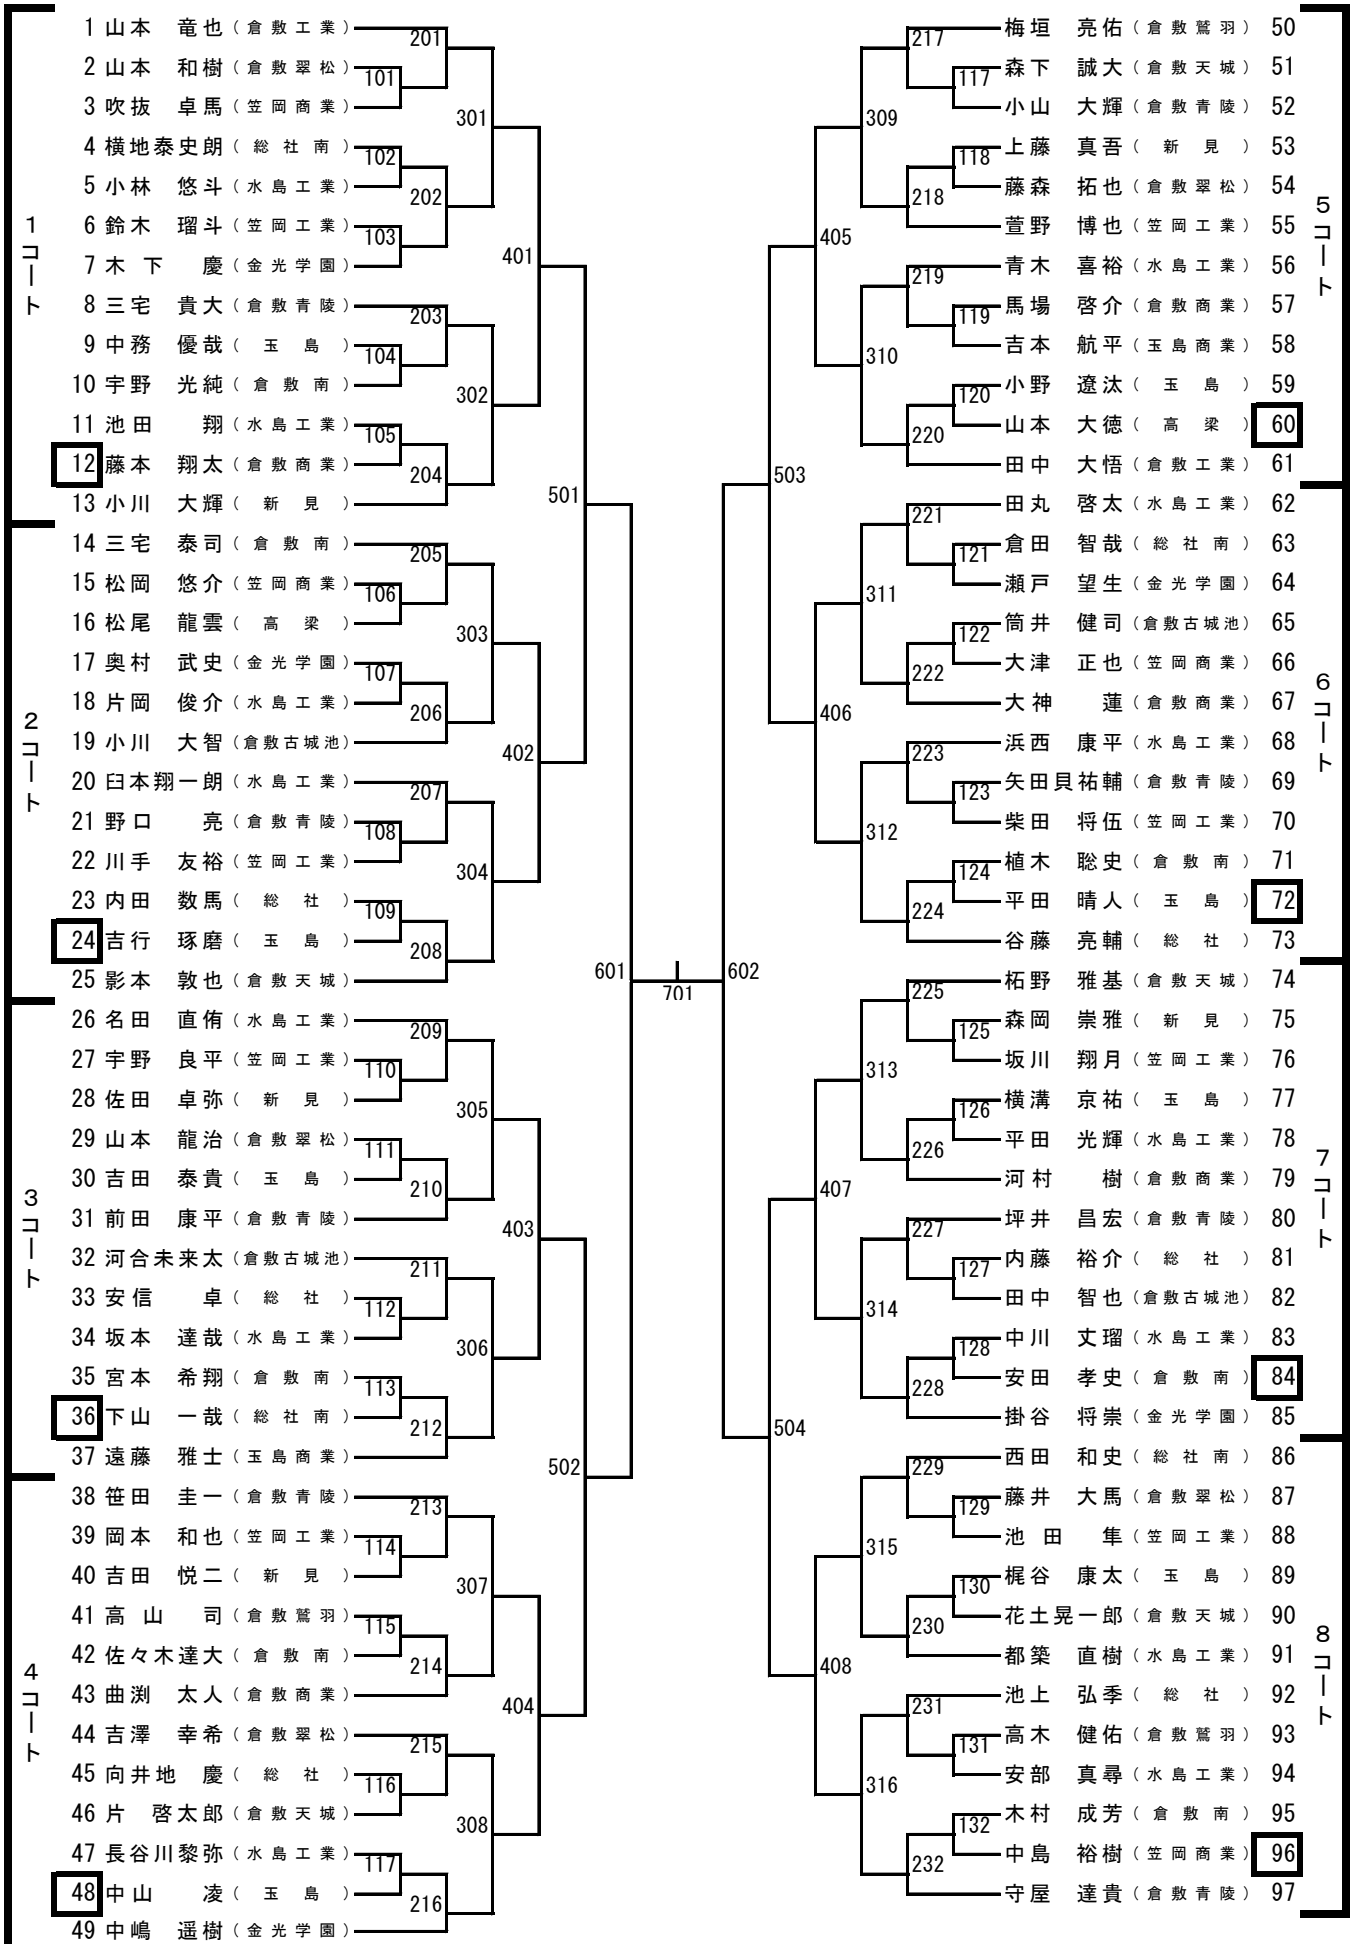 1コート
1 山本 竜也(倉敷工業)
2 山本 和樹(倉敷翠松)
3 吹抜 卓馬(笠岡商業)
4 横地泰史朗(総社南)
5 小林 悠斗(水島工業)
6 鈴木 瑠斗(笠岡工業)
7 木下 慶(金光学園)
8 三宅 貴大(倉敷青陵)
9 中務 優哉(玉島)
10 宇野 光純(倉敷南)
11 池田 翔(水島工業)
12 藤本 翔太(倉敷商業)
13 小川 大輝(新見)
2コート
14 三宅 泰司(倉敷南)
15 松岡 悠介(笠岡商業)
16 松尾 龍雲(高梁)
17 奥村 武史(金光学園)
18 片岡 俊介(水島工業)
19 小川 大智(倉敷古城池)
20 臼本翔一朗(水島工業)
21 野口 亮(倉敷青陵)
22 川手 友裕(笠岡工業)
23 内田 数馬(総社)
24 吉行 琢磨(玉島)
25 影本 敦也(倉敷天城)
3コート
26 名田 直侑(水島工業)
27 宇野 良平(笠岡工業)
28 佐田 卓弥(新見)
29 山本 龍治(倉敷翠松)
30 吉田 泰貴(玉島)
31 前田 康平(倉敷青陵)
32 河合未来太(倉敷古城池)
33 安信 卓(総社)
34 坂本 達哉(水島工業)
35 宮本 希翔(倉敷南)
36 下山 一哉(総社南)
37 遠藤 雅士(玉島商業)
4コート
38 笹田 圭一(倉敷青陵)
39 岡本 和也(笠岡工業)
40 吉田 悦二(新見)
41 高山 司(倉敷鷲羽)
42 佐々木達大(倉敷南)
43 曲渕 太人(倉敷商業)
44 吉澤 幸希(倉敷翠松)
45 向井地 慶(総社)
46 片 啓太郎(倉敷天城)
47 長谷川黎弥(水島工業)
48 中山 凌(玉島)
49 中嶋 遥樹(金光学園)
101
102
103
104
105
106
107
108
109
110
111
112
113
114
115
116
117
201
202
203
204
205
206
207
208
209
210
211
212
213
214
215
216
301
302
303
304
305
306
307
308
401
402
403
404
501
502
601
701
602
503
504
405
406
407
408
309
310
311
312
313
314
315
316
217
218
219
220
221
222
223
224
225
226
227
228
229
230
231
232
117
118
119
120
121
122
123
124
125
126
127
128
129
130
131
132
5コート
梅垣 亮佑(倉敷鷲羽) 50
森下 誠大(倉敷天城) 51
小山 大輝(倉敷青陵) 52
上藤 真吾(新見) 53
藤森 拓也(倉敷翠松) 54
萱野 博也(笠岡工業) 55
青木 喜裕(水島工業) 56
馬場 啓介(倉敷商業) 57
吉本 航平(玉島商業) 58
小野 遼汰(玉島) 59
山本 大徳(高梁) 60
田中 大悟(倉敷工業) 61
6コート
田丸 啓太(水島工業) 62
倉田 智哉(総社南) 63
瀬戸 望生(金光学園) 64
筒井 健司(倉敷古城池) 65
大津 正也(笠岡商業) 66
大神 蓮(倉敷商業) 67
浜西 康平(水島工業) 68
矢田貝祐輔(倉敷青陵) 69
柴田 将伍(笠岡工業) 70
植木 聡史(倉敷南) 71
平田 晴人(玉島) 72
谷藤 亮輔(総社) 73
7コート
柘野 雅基(倉敷天城) 74
森岡 崇雅(新見) 75
坂川 翔月(笠岡工業) 76
横溝 京祐(玉島) 77
平田 光輝(水島工業) 78
河村 樹(倉敷商業) 79
坪井 昌宏(倉敷青陵) 80
内藤 裕介(総社) 81
田中 智也(倉敷古城池) 82
中川 丈瑠(水島工業) 83
安田 孝史(倉敷南) 84
掛谷 将崇(金光学園) 85
8コート
西田 和史(総社南) 86
藤井 大馬(倉敷翠松) 87
池田 隼(笠岡工業) 88
梶谷 康太(玉島) 89
花土晃一郎(倉敷天城) 90
都築 直樹(水島工業) 91
池上 弘季(総社) 92
高木 健佑(倉敷鷲羽) 93
安部 真尋(水島工業) 94
木村 成芳(倉敷南) 95
中島 裕樹(笠岡商業) 96
守屋 達貴(倉敷青陵) 97